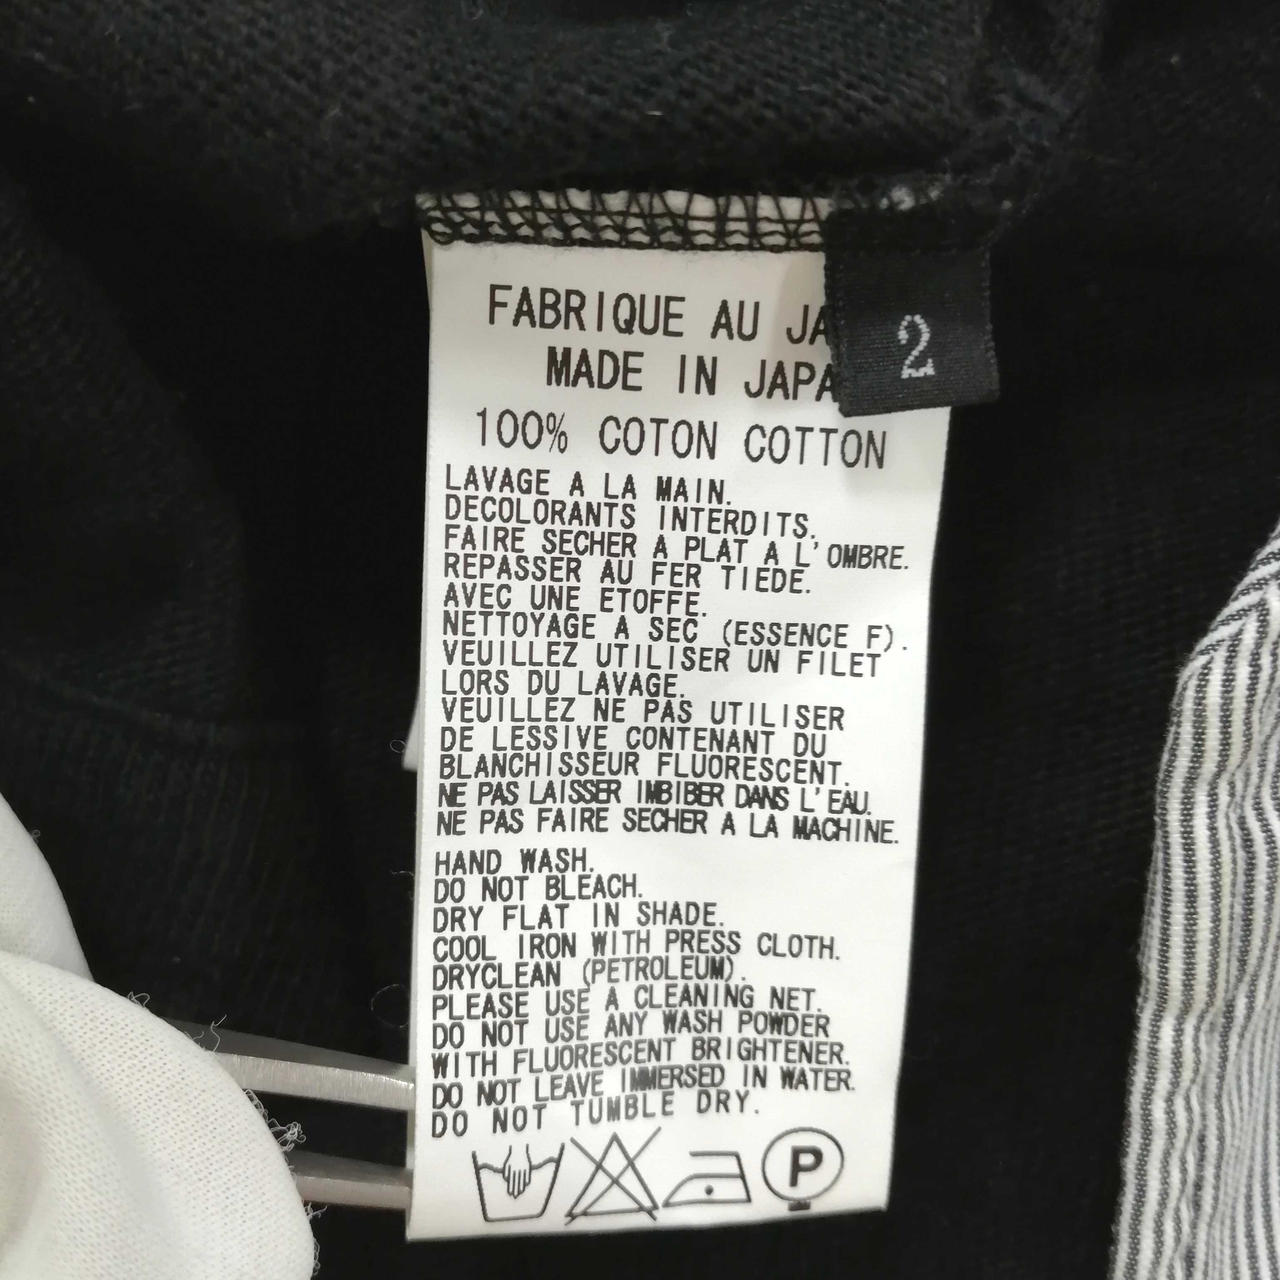 FABRIQUE AU JA
MADE IN JAPA
2
100% COTON COTTON
LAVAGE A LA MAIN.
DECOLORANTS INTERDITS.
FAIRE SECHER A PLAT A L'OMBRE.
REPASSER AU FER TIEDE.
AVEC UNE ETOFFE.
NETTOYAGE A SEC (ESSENCE F).
VEUILLEZ UTILISER UN FILET
LORS DU LAVAGE.
VEUILLEZ NE PAS UTILISER
DE LESSIVE CONTENANT DU
BLANCHISSEUR FLUORESCENT.
NE PAS LAISSER IMBIBER DANS L'EAU.
NE PAS FAIRE SECHER A LA MACHINE.
HAND WASH.
DO NOT BLEACH.
DRY FLAT IN SHADE.
COOL IRON WITH PRESS CLOTH.
DRYCLEAN (PETROLEUM).
PLEASE USE A CLEANING NET.
DO NOT USE ANY WASH POWDER
WITH FLUORESCENT BRIGHTENER.
DO NOT LEAVE IMMERSED IN WATER.
DO NOT TUMBLE DRY.
P